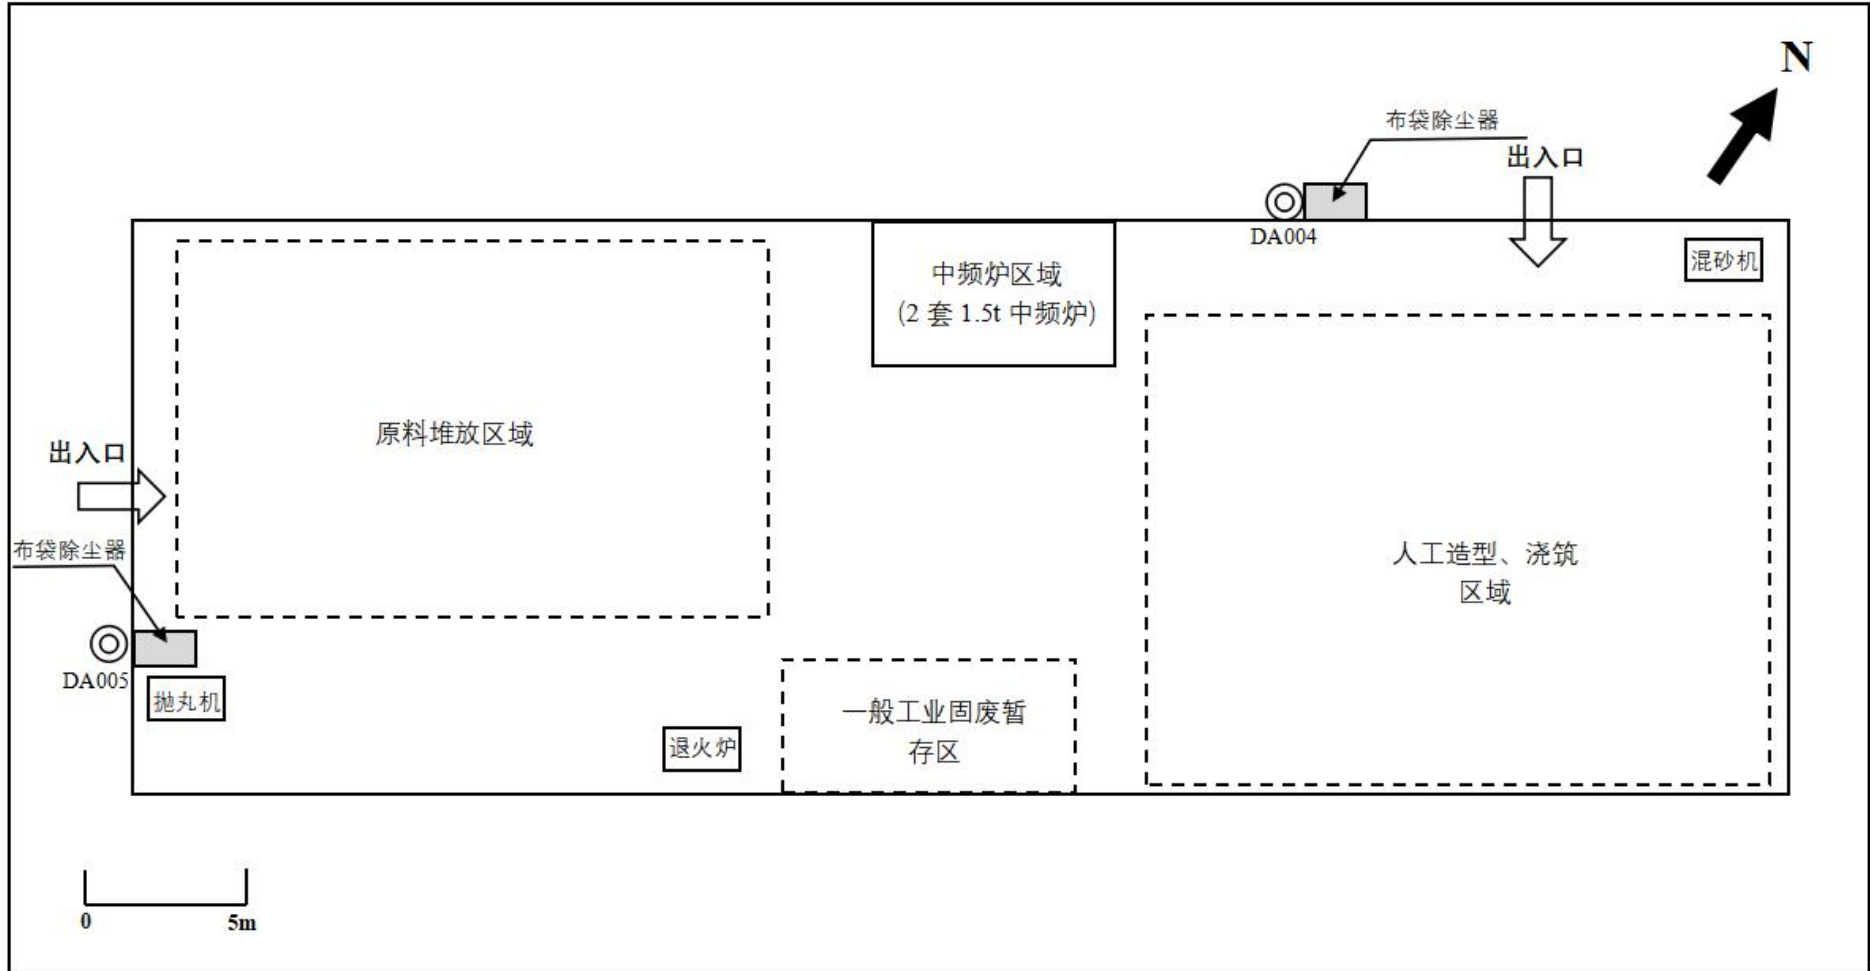 N
布袋除尘器
出入口
DA004
混砂机
中频炉区域
(2 套 1.5t 中频炉)
原料堆放区域
出入口
布袋除尘器
人工造型、浇筑
区域
DA005
抛丸机
一般工业固废暂
存区
退火炉
0
5m